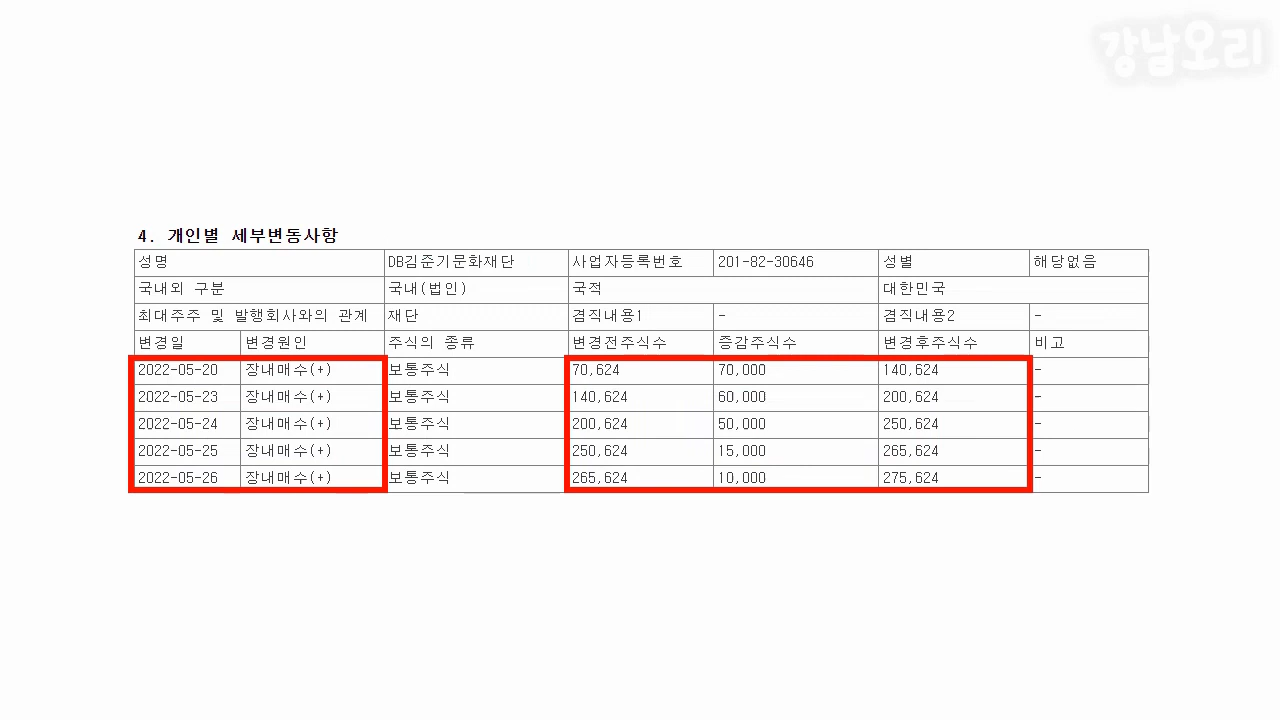 강남오리
4. 개인별 세부변동사항
성명 DB김준기문화재단 사업자등록번호 201-82-30646 성별 해당없음
국내외 구분 국내(법인) 국적 대한민국
최대주주 및 발행회사와의 관계 재단 겸직내용1 - 겸직내용2 -
변경일 변경원인 주식의 종류 변경전주식수 증감주식수 변경후주식수 비고
2022-05-20 장내매수(+) 보통주식 70,624 70,000 140,624 -
2022-05-23 장내매수(+) 보통주식 140,624 60,000 200,624 -
2022-05-24 장내매수(+) 보통주식 200,624 50,000 250,624 -
2022-05-25 장내매수(+) 보통주식 250,624 15,000 265,624 -
2022-05-26 장내매수(+) 보통주식 265,624 10,000 275,624 -